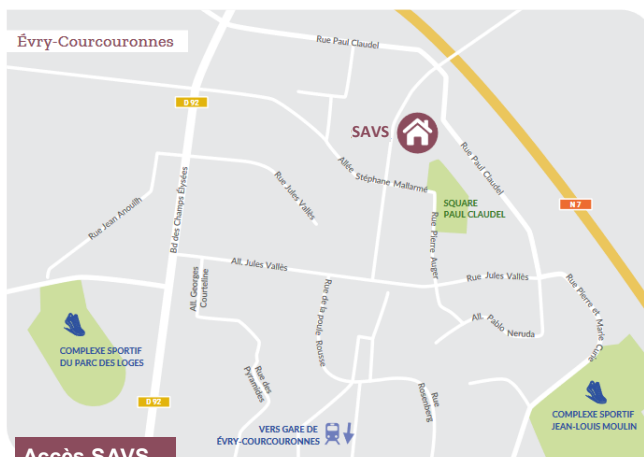 Évry-Courcouronnes
Rue Paul Claudel
D 92
SAVS
Allée Stéphane Mallarmé
Rue Paul Claudel
SQUARE
PAUL CLAUDEL
N 7
Rue Jean Anouilh
Bd des Champs Élysées
Rue Jules Vallès
Rue Pierre Auger
All. Jules Vallès
Rue Jules Vallès
All. Georges
Courteline
Rue de la poule Rousse
All. Pablo Neruda
Rue Pierre et Marie Curie
COMPLEXE SPORTIF
DU PARC DES LOGES
Rue des
Pyramides
D 92
Rue
Rosenberg
VERS GARE DE
ÉVRY-COURCOURONNES
COMPLEXE SPORTIF
JEAN-LOUIS MOULIN
Accès SAVS